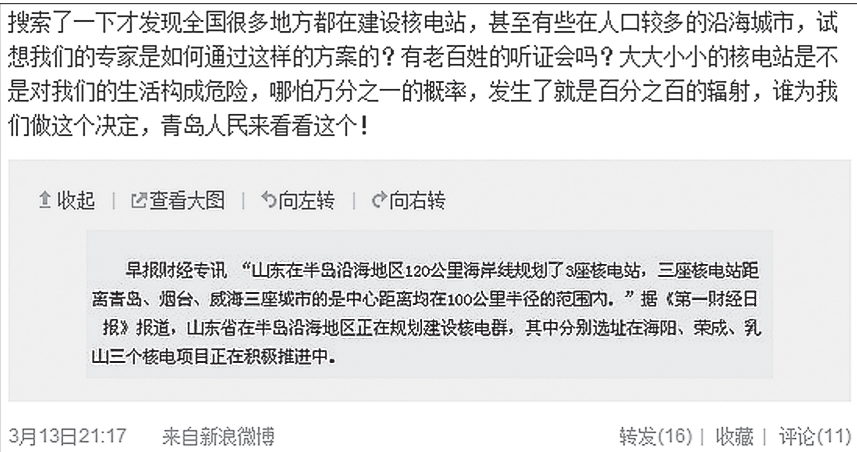 搜索了一下才发现全国很多地方都在建设核电站，甚至有些在人口较多的沿海城市，试
想我们的专家是如何通过这样的方案的？有老百姓的听证会吗？大大小小的核电站是不
是对我们的生活构成危险，哪怕万分之一的概率，发生了就是百分之百的辐射，谁为我
们做这个决定，青岛人民来看看这个！
收起 | 查看大图 | 向左转 | 向右转
早报财经专讯 “山东在半岛沿海地区120公里海岸线规划了3座核电站，三座核电站距
离青岛、烟台、威海三座城市的是中心距离均在100公里半径的范围内。”据《第一财经日
报》报道，山东省在半岛沿海地区正在规划建设核电群，其中分别选址在海阳、荣成、乳
山三个核电项目正在积极推进中。
3月13日21:17 来自新浪微博 转发(16) | 收藏 | 评论(11)